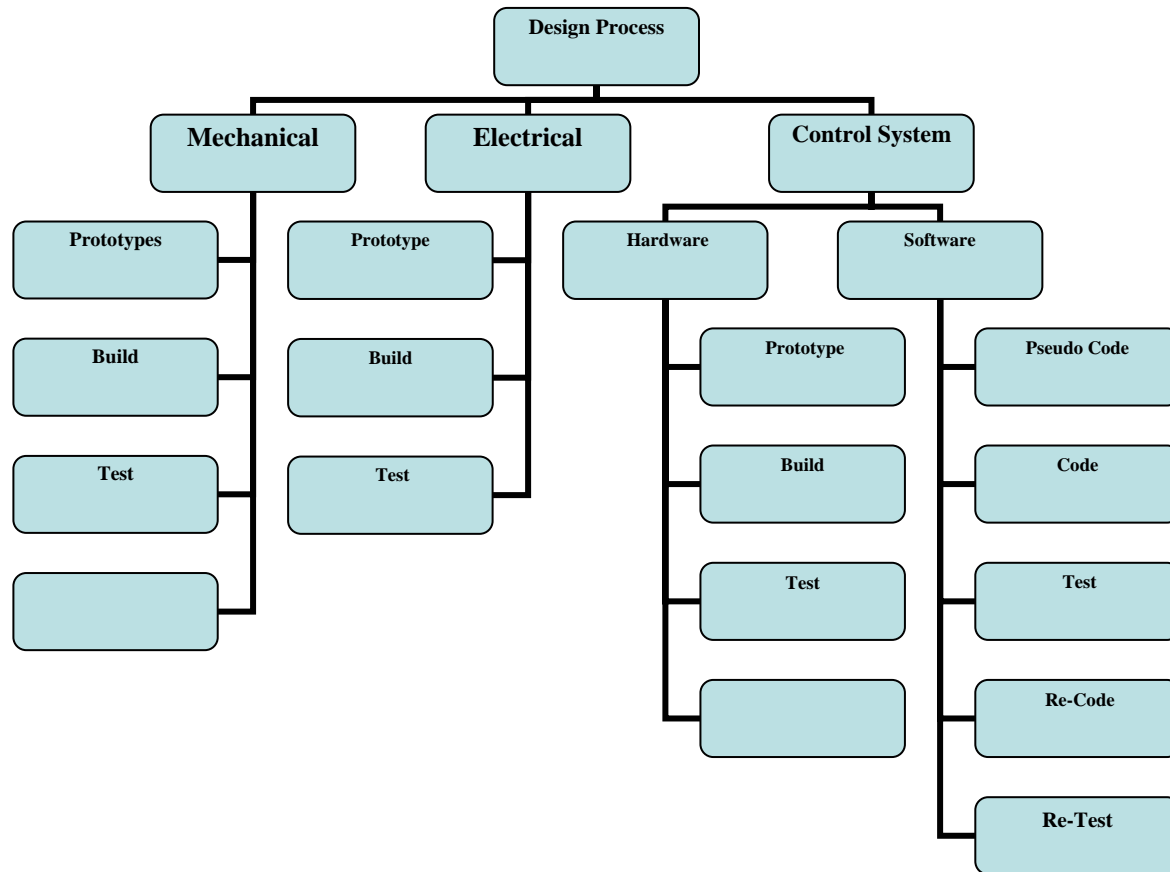 Design Process
Mechanical
Electrical
Control System
Prototypes
Prototype
Hardware
Software
Build
Build
Prototype
Pseudo Code
Test
Test
Build
Code
Test
Test
Re-Code
Re-Test